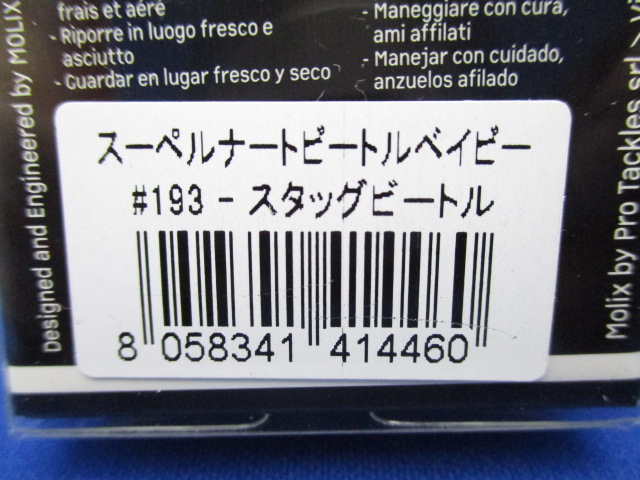 frais et aéré
- Riporre in luogo fresco e
asciutto
- Guardar en lugar fresco y seco
- Maneggiare con cura,
ami affilati
- Manejar con cuidado,
anzuelos afilado
Designed and Engineered by MOLIX
スーペルナートビートルベイビー
#193 - スタッグビートル
8 058341 414460
Molix by Pro Tackles srl